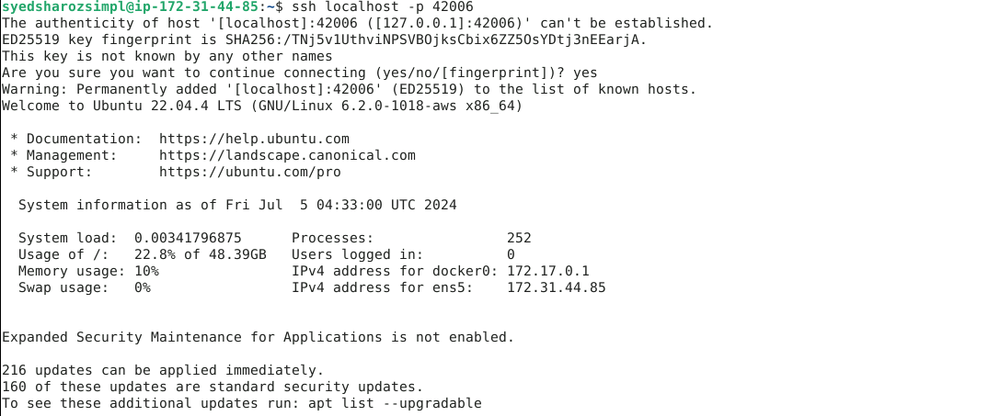 syedsharozsimpl@ip-172-31-44-85:~$ ssh localhost -p 42006
The authenticity of host '[localhost]:42006 ([127.0.0.1]:42006)' can't be established.
ED25519 key fingerprint is SHA256:/TNj5v1UthviNPSVBOjksCbix6ZZ5OsYDtj3nEEarjA.
This key is not known by any other names
Are you sure you want to continue connecting (yes/no/[fingerprint])? yes
Warning: Permanently added '[localhost]:42006' (ED25519) to the list of known hosts.
Welcome to Ubuntu 22.04.4 LTS (GNU/Linux 6.2.0-1018-aws x86_64)
* Documentation:  https://help.ubuntu.com
* Management:     https://landscape.canonical.com
* Support:        https://ubuntu.com/pro
System information as of Fri Jul  5 04:33:00 UTC 2024
System load:  0.00341796875      Processes:                252
Usage of /:   22.8% of 48.39GB   Users logged in:          0
Memory usage: 10%                IPv4 address for docker0: 172.17.0.1
Swap usage:   0%                 IPv4 address for ens5:    172.31.44.85
Expanded Security Maintenance for Applications is not enabled.
216 updates can be applied immediately.
160 of these updates are standard security updates.
To see these additional updates run: apt list --upgradable